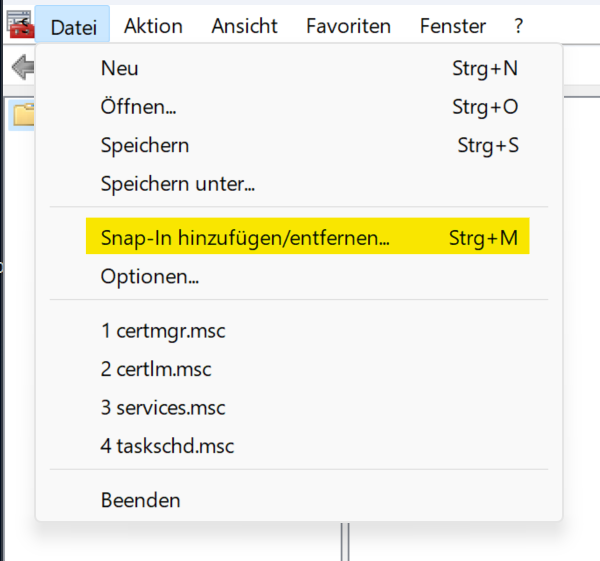 Datei Aktion Ansicht Favoriten Fenster ?
Neu Strg+N
Öffnen... Strg+O
Speichern Strg+S
Speichern unter...
Snap-In hinzufügen/entfernen... Strg+M
Optionen...
1 certmgr.msc
2 certlm.msc
3 services.msc
4 taskschd.msc
Beenden